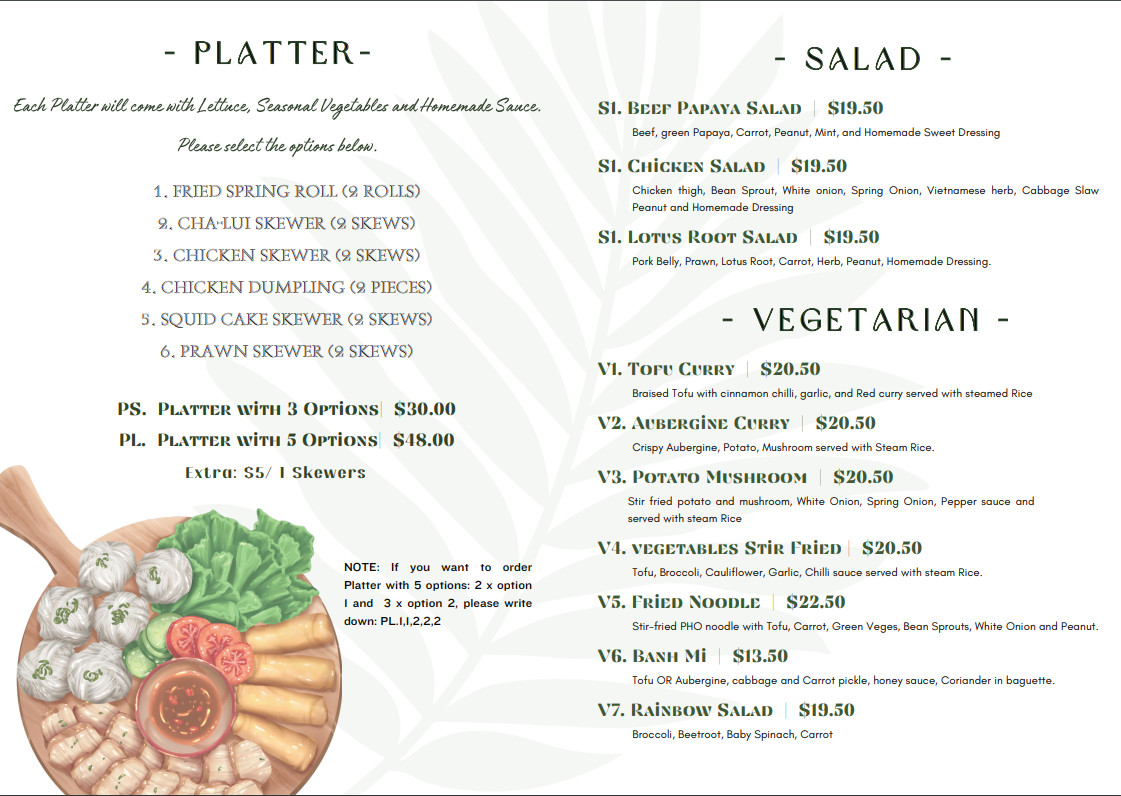 - PLATTER-
Each Platter will come with Lettuce, Seasonal Vegetables and Homemade Sauce.
Please select the options below.
1. FRIED SPRING ROLL (2 ROLLS)
2. CHA-LUI SKEWER (2 SKEWS)
3. CHICKEN SKEWER (2 SKEWS)
4. CHICKEN DUMPLING (2 PIECES)
5. SQUID CAKE SKEWER (2 SKEWS)
6. PRAWN SKEWER (2 SKEWS)
PS. Platter with 3 Options| $30.00
PL. Platter with 5 Options| $48.00
Extra: $5/ 1 Skewers
NOTE: If you want to order
Platter with 5 options: 2 x option
1 and 3 x option 2, please write
down: PL.1,1,2,2,2
- SALAD -
S1. Beef Papaya Salad | $19.50
Beef, green Papaya, Carrot, Peanut, Mint, and Homemade Sweet Dressing
S1. Chicken Salad | $19.50
Chicken thigh, Bean Sprout, White onion, Spring Onion, Vietnamese herb, Cabbage Slaw
Peanut and Homemade Dressing
S1. Lotus Root Salad | $19.50
Pork Belly, Prawn, Lotus Root, Carrot, Herb, Peanut, Homemade Dressing.
- VEGETARIAN -
V1. Tofu Curry | $20.50
Braised Tofu with cinnamon chilli, garlic, and Red curry served with steamed Rice
V2. Aubergine Curry | $20.50
Crispy Aubergine, Potato, Mushroom served with Steam Rice.
V3. Potato Mushroom | $20.50
Stir fried potato and mushroom, White Onion, Spring Onion, Pepper sauce and
served with steam Rice
V4. vegetables Stir Fried | $20.50
Tofu, Broccoli, Cauliflower, Garlic, Chilli sauce served with steam Rice.
V5. Fried Noodle | $22.50
Stir-fried PHO noodle with Tofu, Carrot, Green Veges, Bean Sprouts, White Onion and Peanut.
V6. Banh Mi | $13.50
Tofu OR Aubergine, cabbage and Carrot pickle, honey sauce, Coriander in baguette.
V7. Rainbow Salad | $19.50
Broccoli, Beetroot, Baby Spinach, Carrot